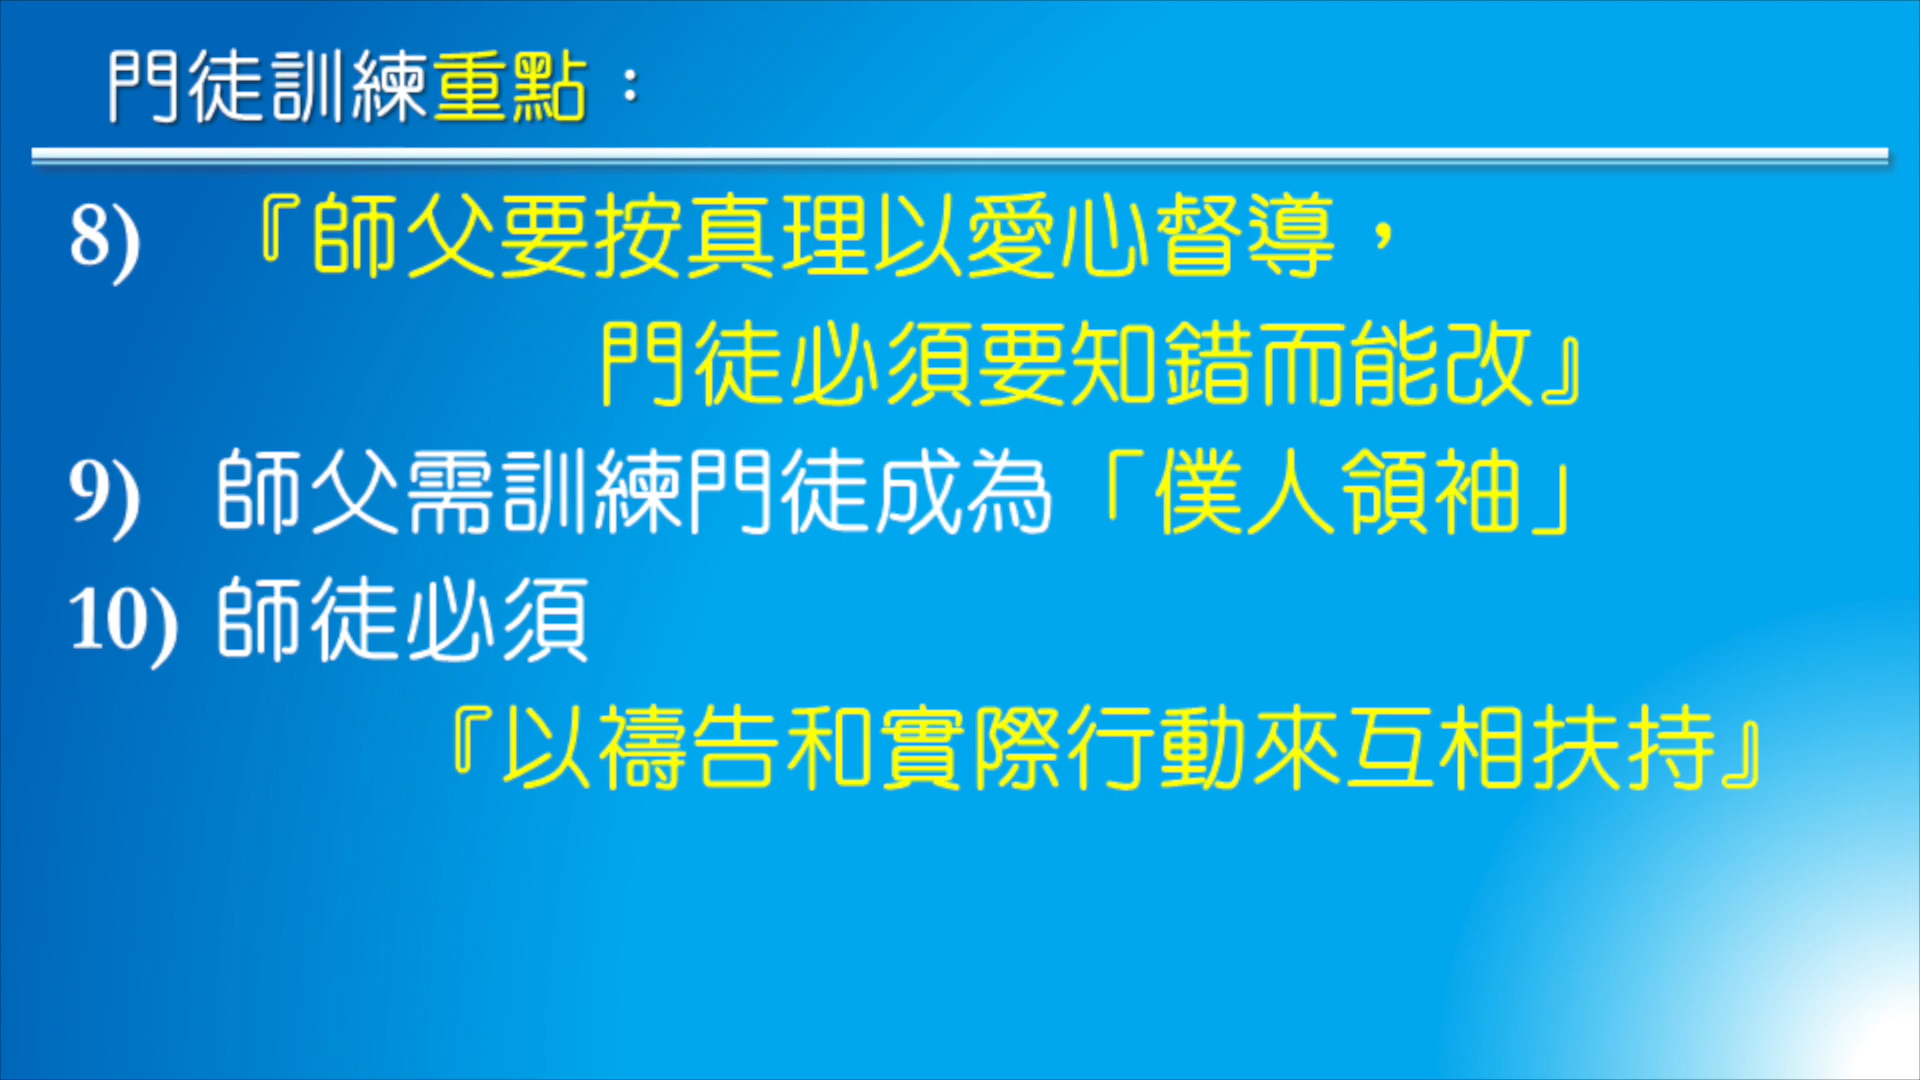 門徒訓練重點：
8) 『師父要按真理以愛心督導，
門徒必須要知錯而能改』
9) 師父需訓練門徒成為「僕人領袖」
10) 師徒必須
『以禱告和實際行動來互相扶持』